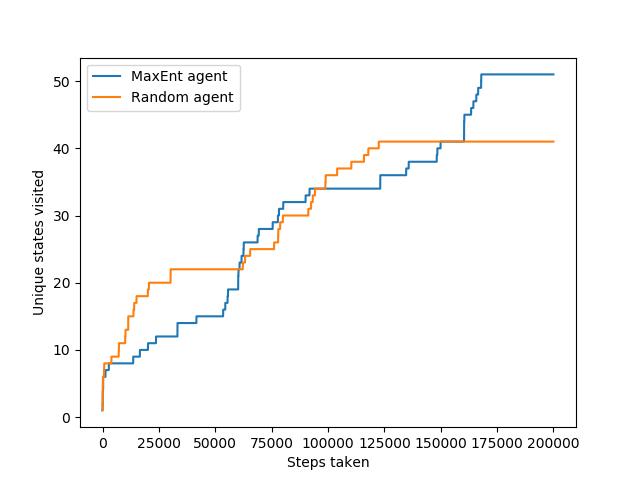 MaxEnt agent
Random agent
Unique states visited
50
40
30
20
10
0
0 25000 50000 75000 100000 125000 150000 175000 200000
Steps taken